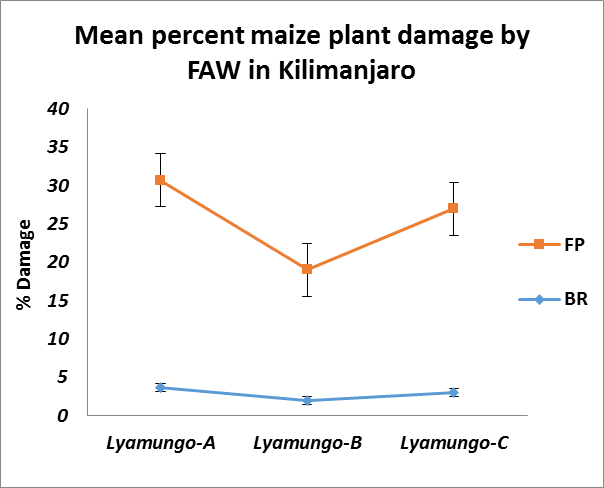 Mean percent maize plant damage by
FAW in Kilimanjaro
40
35
30
25
20
15
10
5
0
% Damage
Lyamungo-A Lyamungo-B Lyamungo-C
FP
BR